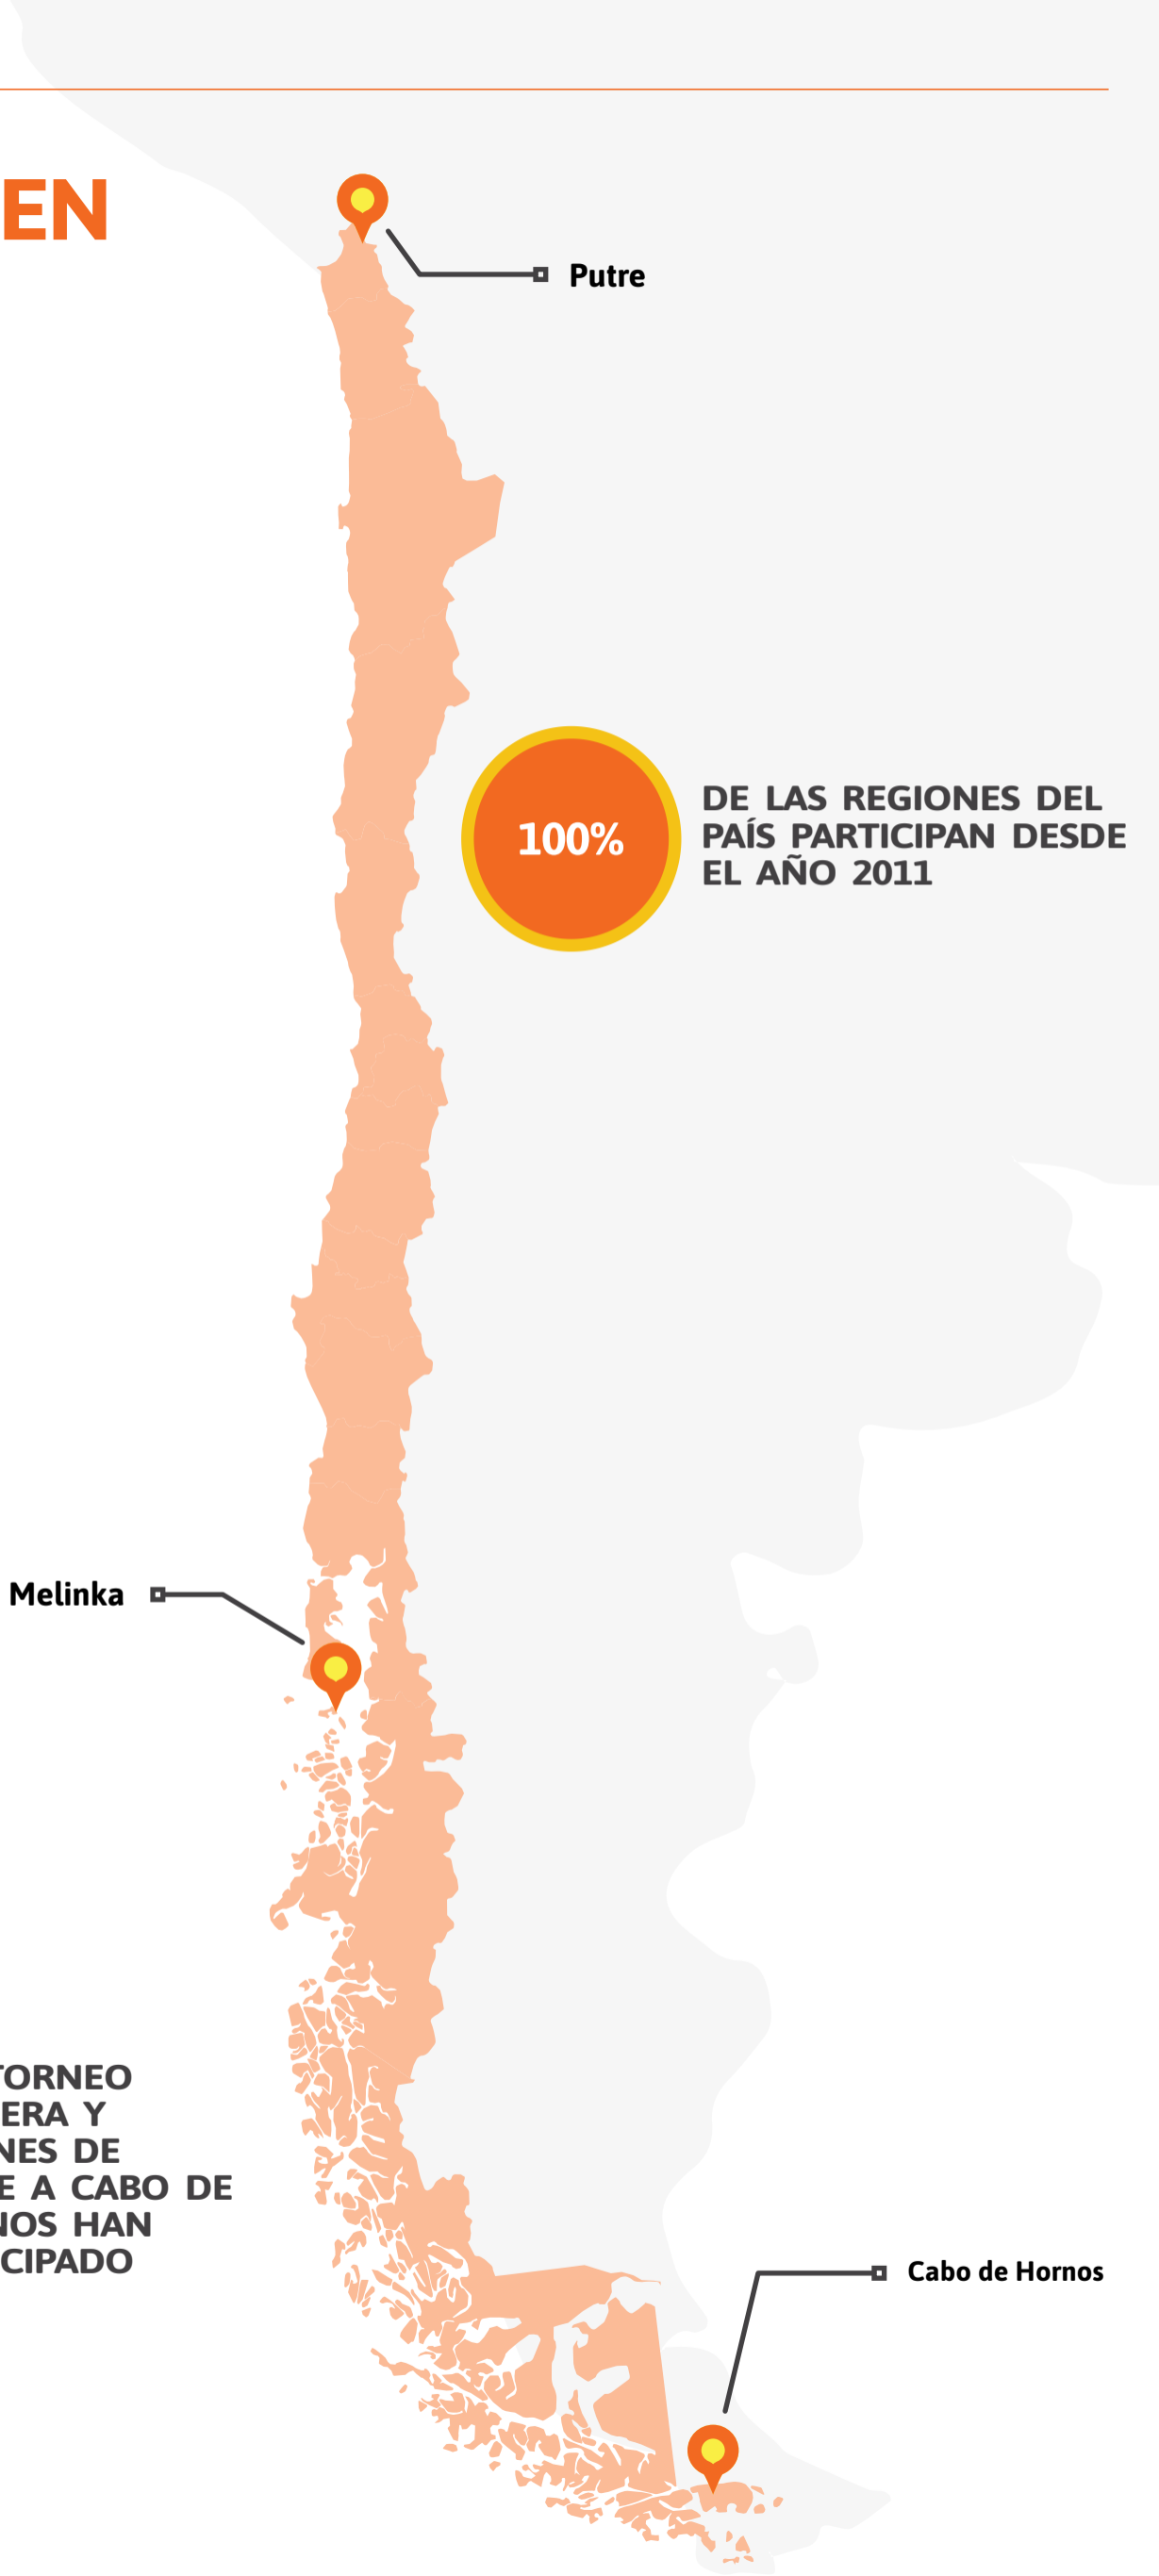 EN
Putre
100%
DE LAS REGIONES DEL
PAÍS PARTICIPAN DESDE
EL AÑO 2011
Melinka
TORNEO
ERA Y
NES DE
E A CABO DE
NOS HAN
CIPADO
Cabo de Hornos